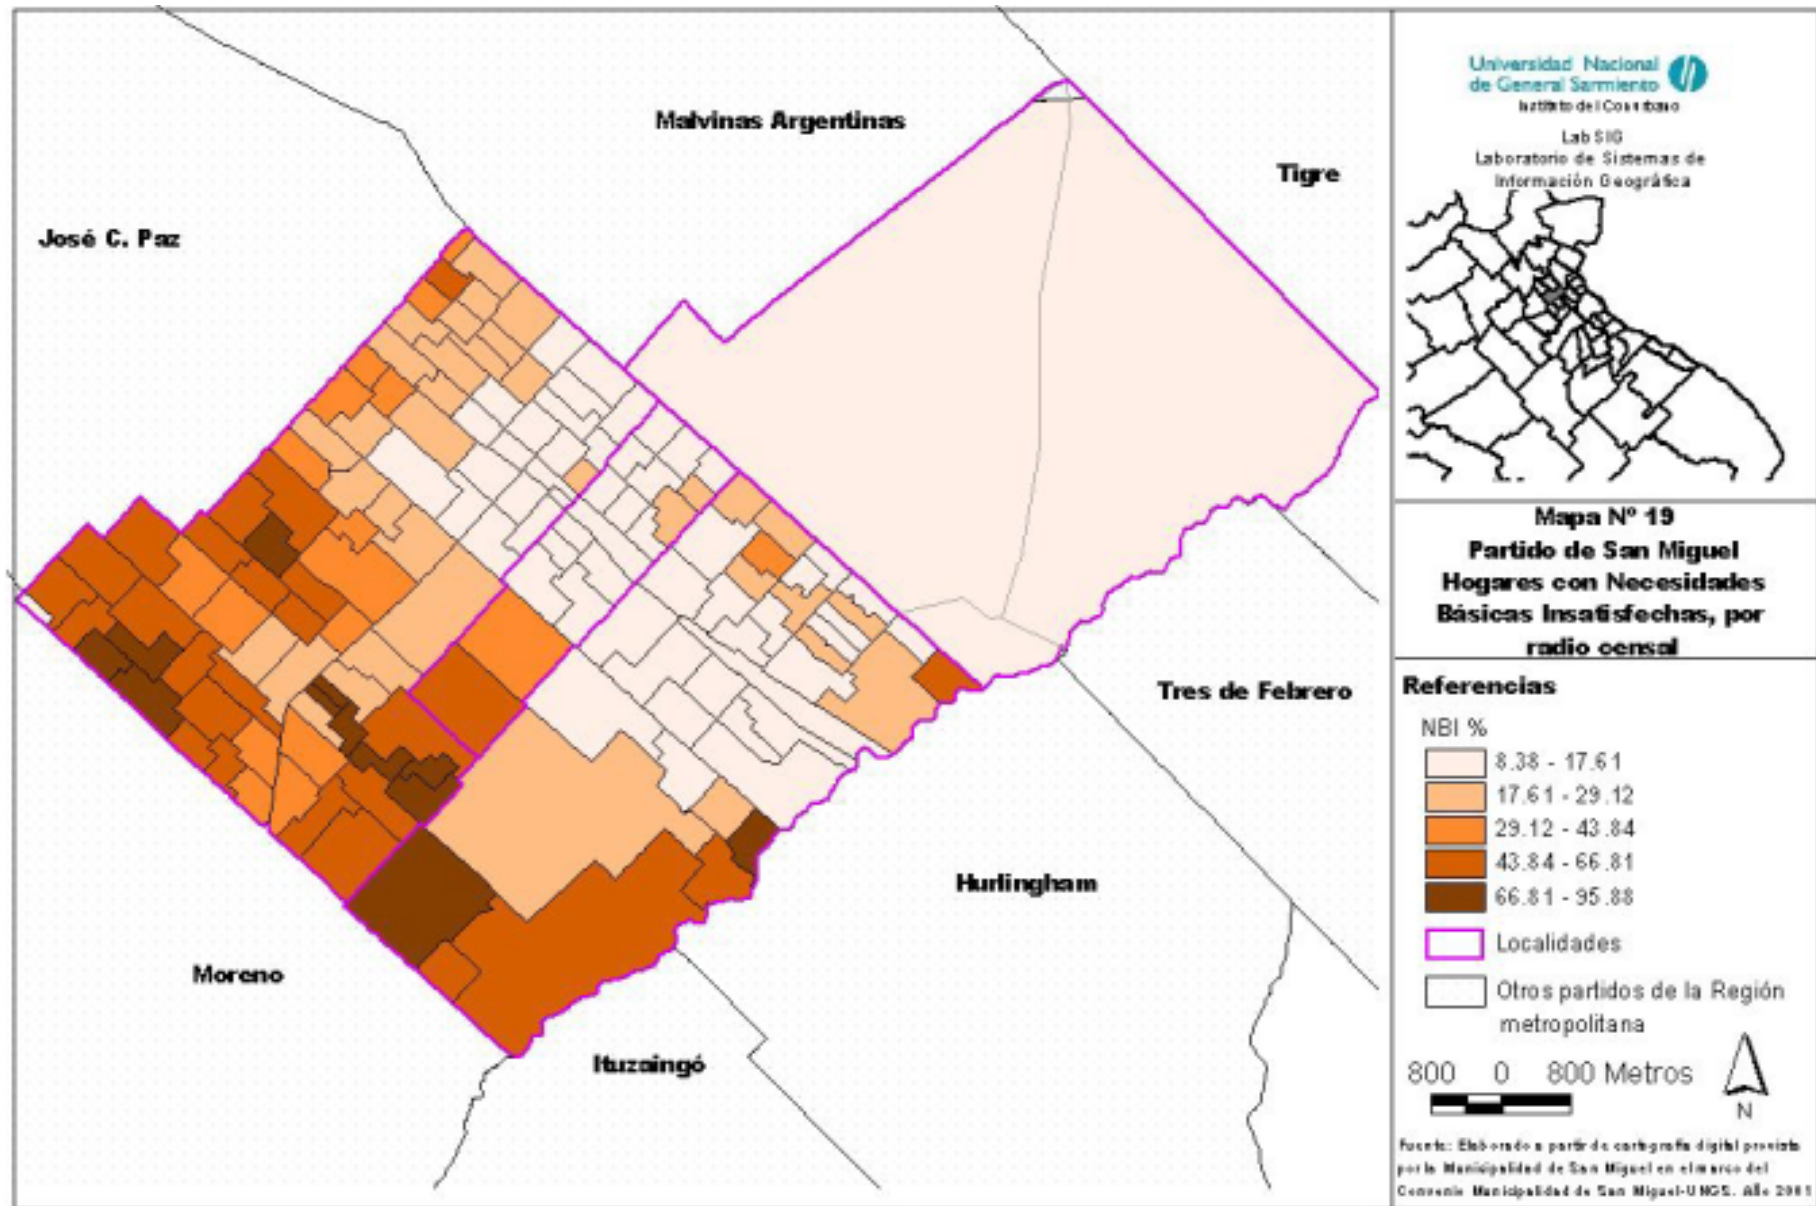 Malvinas Argentinas
Tigre
José C. Paz
Tres de Febrero
Hurlingham
Moreno
Ituzaingó
Universidad Nacional
de General Sarmiento
Instituto del Conurbano
Lab SIG
Laboratorio de Sistemas de
Información Geográfica
Mapa Nº 19
Partido de San Miguel
Hogares con Necesidades
Básicas Insatisfechas, por
radio censal
Referencias
NBI %
8.38 - 17.61
17.61 - 29.12
29.12 - 43.84
43.84 - 66.81
66.81 - 95.88
Localidades
Otros partidos de la Región
metropolitana
800 0 800 Metros
N
Fuente: Elaborado a partir de cartografía digital provista
por la Municipalidad de San Miguel en el marco del
Convenio Municipalidad de San Miguel-UNGS. Año 2001